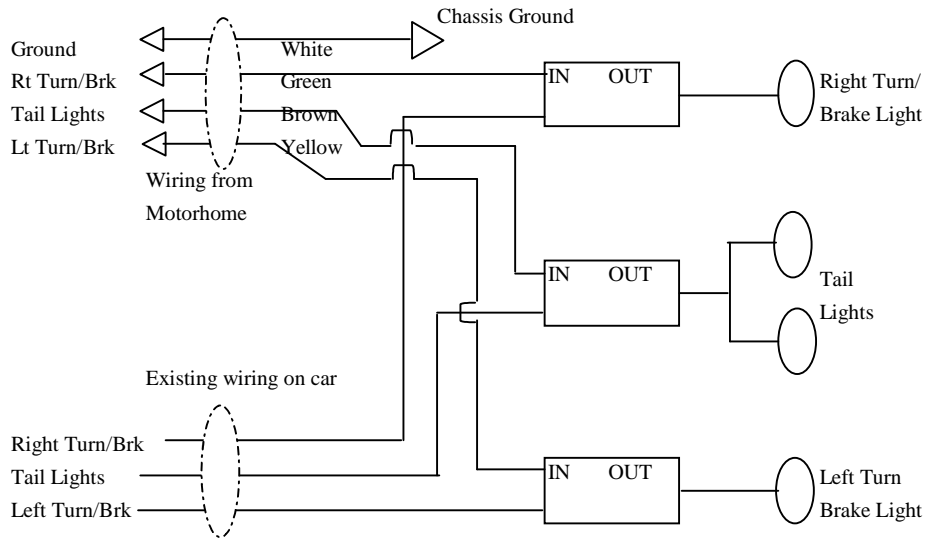 Chassis Ground
Ground
White
Rt Turn/Brk
Green
IN OUT
Right Turn/
Tail Lights
Brown
Brake Light
Lt Turn/Brk
Yellow
Wiring from
Motorhome
IN OUT
Tail
Lights
Existing wiring on car
Right Turn/Brk
Tail Lights
IN OUT
Left Turn
Left Turn/Brk
Brake Light